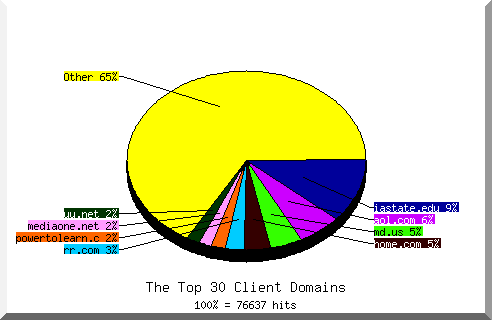 Other 65%
iastate.edu 9%
aol.com 6%
md.us 5%
home.com 5%
uu.net 2%
mediaone.net 2%
powertolearn.c 2%
rr.com 3%
The Top 30 Client Domains
100% = 76637 hits